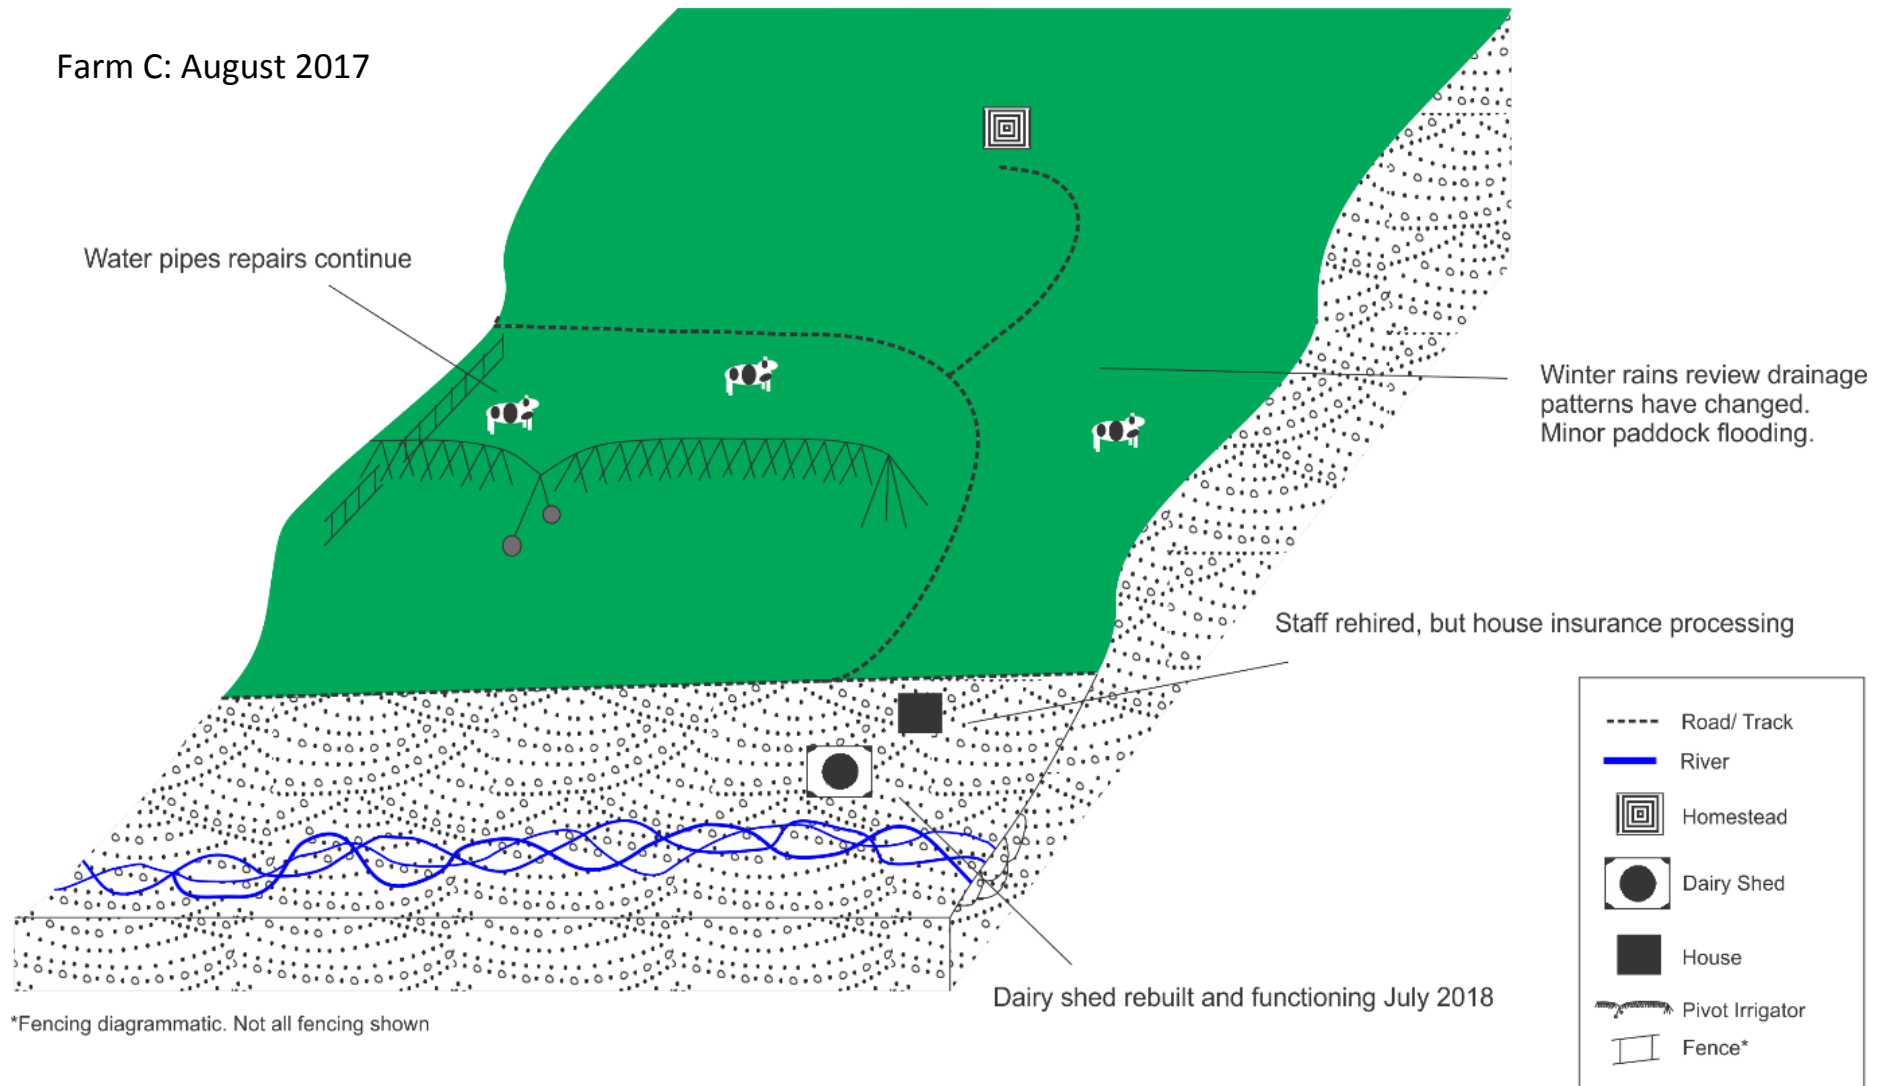 Farm C: August 2017
Water pipes repairs continue
Winter rains review drainage
patterns have changed.
Minor paddock flooding.
Staff rehired, but house insurance processing
Road/ Track
River
Homestead
Dairy Shed
House
Pivot Irrigator
Fence*
Dairy shed rebuilt and functioning July 2018
*Fencing diagrammatic. Not all fencing shown